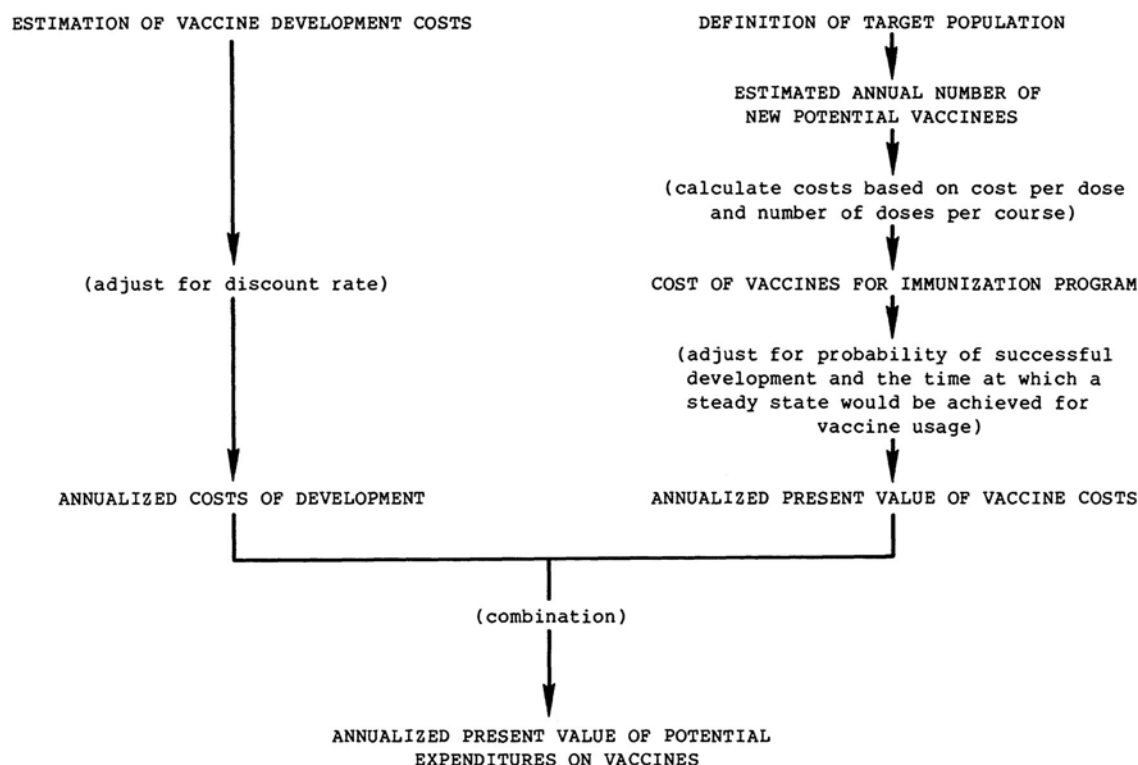 ESTIMATION OF VACCINE DEVELOPMENT COSTS
(adjust for discount rate)
ANNUALIZED COSTS OF DEVELOPMENT
DEFINITION OF TARGET POPULATION
ESTIMATED ANNUAL NUMBER OF
NEW POTENTIAL VACCINEES
(calculate costs based on cost per dose
and number of doses per course)
COST OF VACCINES FOR IMMUNIZATION PROGRAM
(adjust for probability of successful
development and the time at which a
steady state would be achieved for
vaccine usage)
ANNUALIZED PRESENT VALUE OF VACCINE COSTS
(combination)
ANNUALIZED PRESENT VALUE OF POTENTIAL
EXPENDITURES ON VACCINES